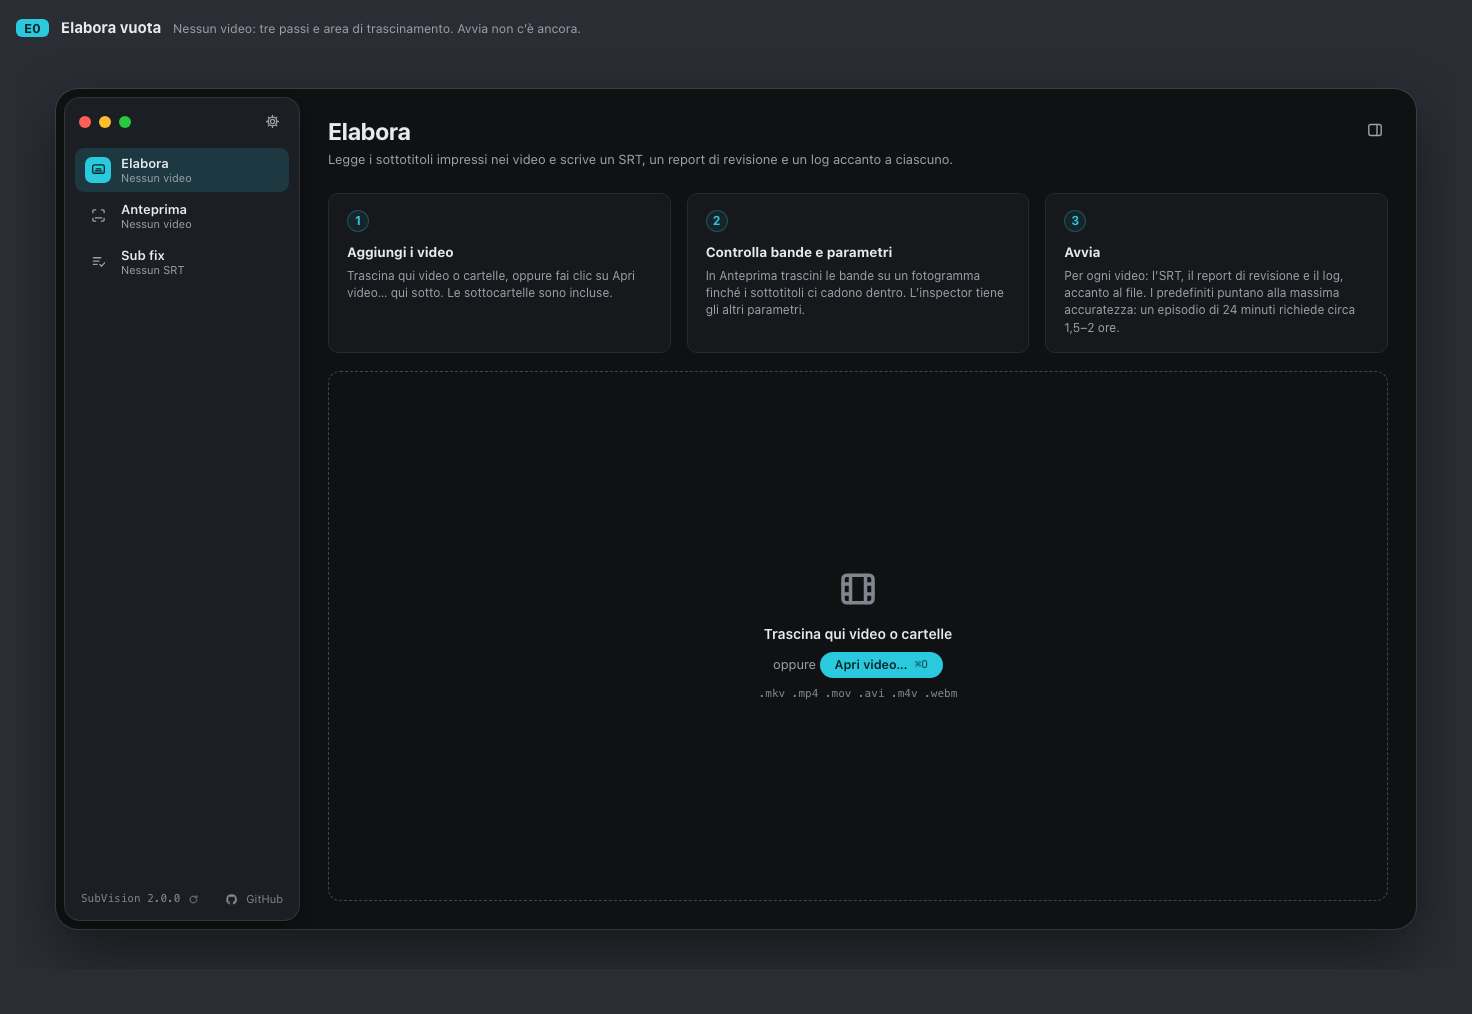 E0 Elabora vuota Nessun video: tre passi e area di trascinamento. Avvia non c'è ancora.
Elabora
Nessun video
Anteprima
Nessun video
Sub fix
Nessun SRT
SubVision 2.0.0 GitHub
Elabora
Legge i sottotitoli impressi nei video e scrive un SRT, un report di revisione e un log accanto a ciascuno.
1
Aggiungi i video
Trascina qui video o cartelle, oppure fai clic su Apri
video... qui sotto. Le sottocartelle sono incluse.
2
Controlla bande e parametri
In Anteprima trascini le bande su un fotogramma
finché i sottotitoli ci cadono dentro. L'inspector tiene
gli altri parametri.
3
Avvia
Per ogni video: l'SRT, il report di revisione e il log,
accanto al file. I predefiniti puntano alla massima
accuratezza: un episodio di 24 minuti richiede circa
1,5–2 ore.
Trascina qui video o cartelle
oppure Apri video... ⌘O
.mkv .mp4 .mov .avi .m4v .webm